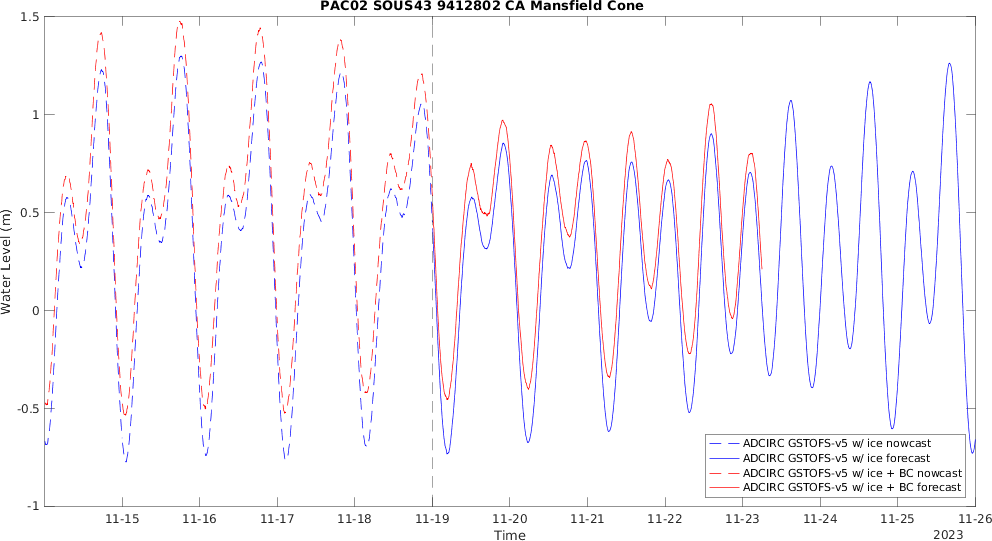 PAC02 SOUS43 9412802 CA Mansfield Cone
Water Level (m)
1.5
1
0.5
0
-0.5
-1
11-15
11-16
11-17
11-18
11-19
11-20
11-21
11-22
11-23
11-24
11-25
11-26
Time
2023
ADCIRC GSTOFS-v5 w/ ice nowcast
ADCIRC GSTOFS-v5 w/ ice forecast
ADCIRC GSTOFS-v5 w/ ice + BC nowcast
ADCIRC GSTOFS-v5 w/ ice + BC forecast